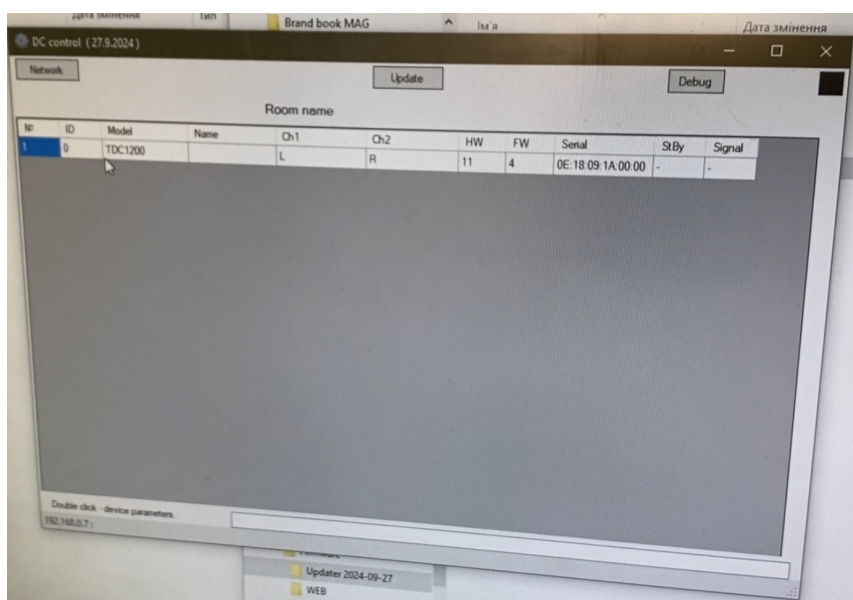 Дата змінення Тип Brand book MAG Ім'я Дата змінення
DC control ( 27.9.2024 )
Network Update Debug
Room name
№ ID Model Name Ch1 Ch2 HW FW Serial StBy Signal
1 0 TDC1200 L R 11 4 0E:18:09:1A:00:00 - -
Double click - device parameters
192.168.0.7 :
Updater 2024-09-27
WEB